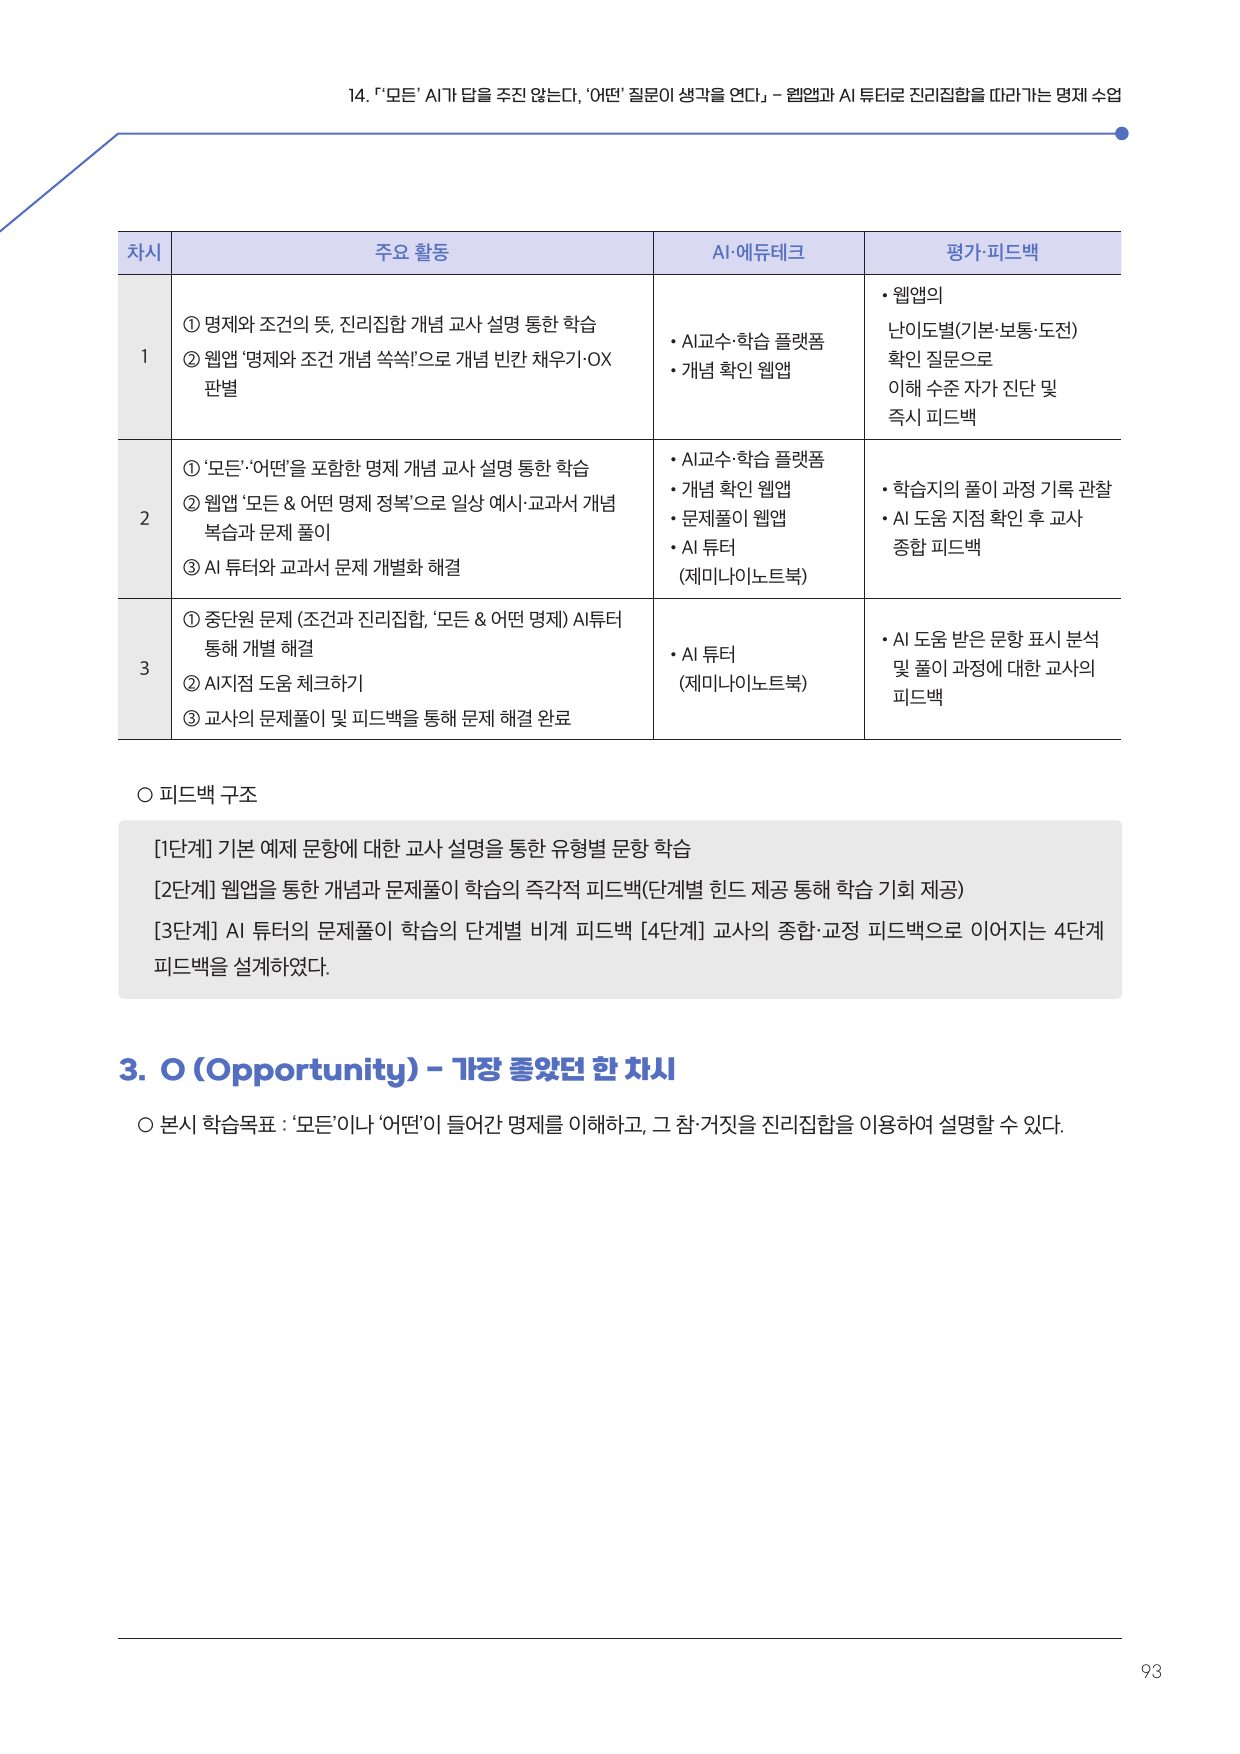 14. 「‘모든’ AI가 답을 주진 않는다, ‘어떤’ 질문이 생각을 연다」 – 웹앱과 AI 튜터로 진리집합을 따라가는 명제 수업
차시
주요 활동
AI·에듀테크
평가·피드백
1
① 명제와 조건의 뜻, 진리집합 개념 교사 설명 통한 학습
② 웹앱 ‘명제와 조건 개념 쏙쏙!’으로 개념 빈칸 채우기·OX
판별
• AI교수·학습 플랫폼
• 개념 확인 웹앱
• 웹앱의
난이도별(기본·보통·도전)
확인 질문으로
이해 수준 자가 진단 및
즉시 피드백
2
① ‘모든’·‘어떤’을 포함한 명제 개념 교사 설명 통한 학습
② 웹앱 ‘모든 & 어떤 명제 정복’으로 일상 예시·교과서 개념
복습과 문제 풀이
③ AI 튜터와 교과서 문제 개별화 해결
• AI교수·학습 플랫폼
• 개념 확인 웹앱
• 문제풀이 웹앱
• AI 튜터
(제미나이노트북)
• 학습지의 풀이 과정 기록 관찰
• AI 도움 지점 확인 후 교사
종합 피드백
3
① 중단원 문제 (조건과 진리집합, ‘모든 & 어떤 명제) AI튜터
통해 개별 해결
② AI지점 도움 체크하기
③ 교사의 문제풀이 및 피드백을 통해 문제 해결 완료
• AI 튜터
(제미나이노트북)
• AI 도움 받은 문항 표시 분석
및 풀이 과정에 대한 교사의
피드백
○ 피드백 구조
[1단계] 기본 예제 문항에 대한 교사 설명을 통한 유형별 문항 학습
[2단계] 웹앱을 통한 개념과 문제풀이 학습의 즉각적 피드백(단계별 힌드 제공 통해 학습 기회 제공)
[3단계] AI 튜터의 문제풀이 학습의 단계별 비계 피드백 [4단계] 교사의 종합·교정 피드백으로 이어지는 4단계
피드백을 설계하였다.
3. O (Opportunity) – 가장 좋았던 한 차시
○ 본시 학습목표 : ‘모든’이나 ‘어떤’이 들어간 명제를 이해하고, 그 참·거짓을 진리집합을 이용하여 설명할 수 있다.
93